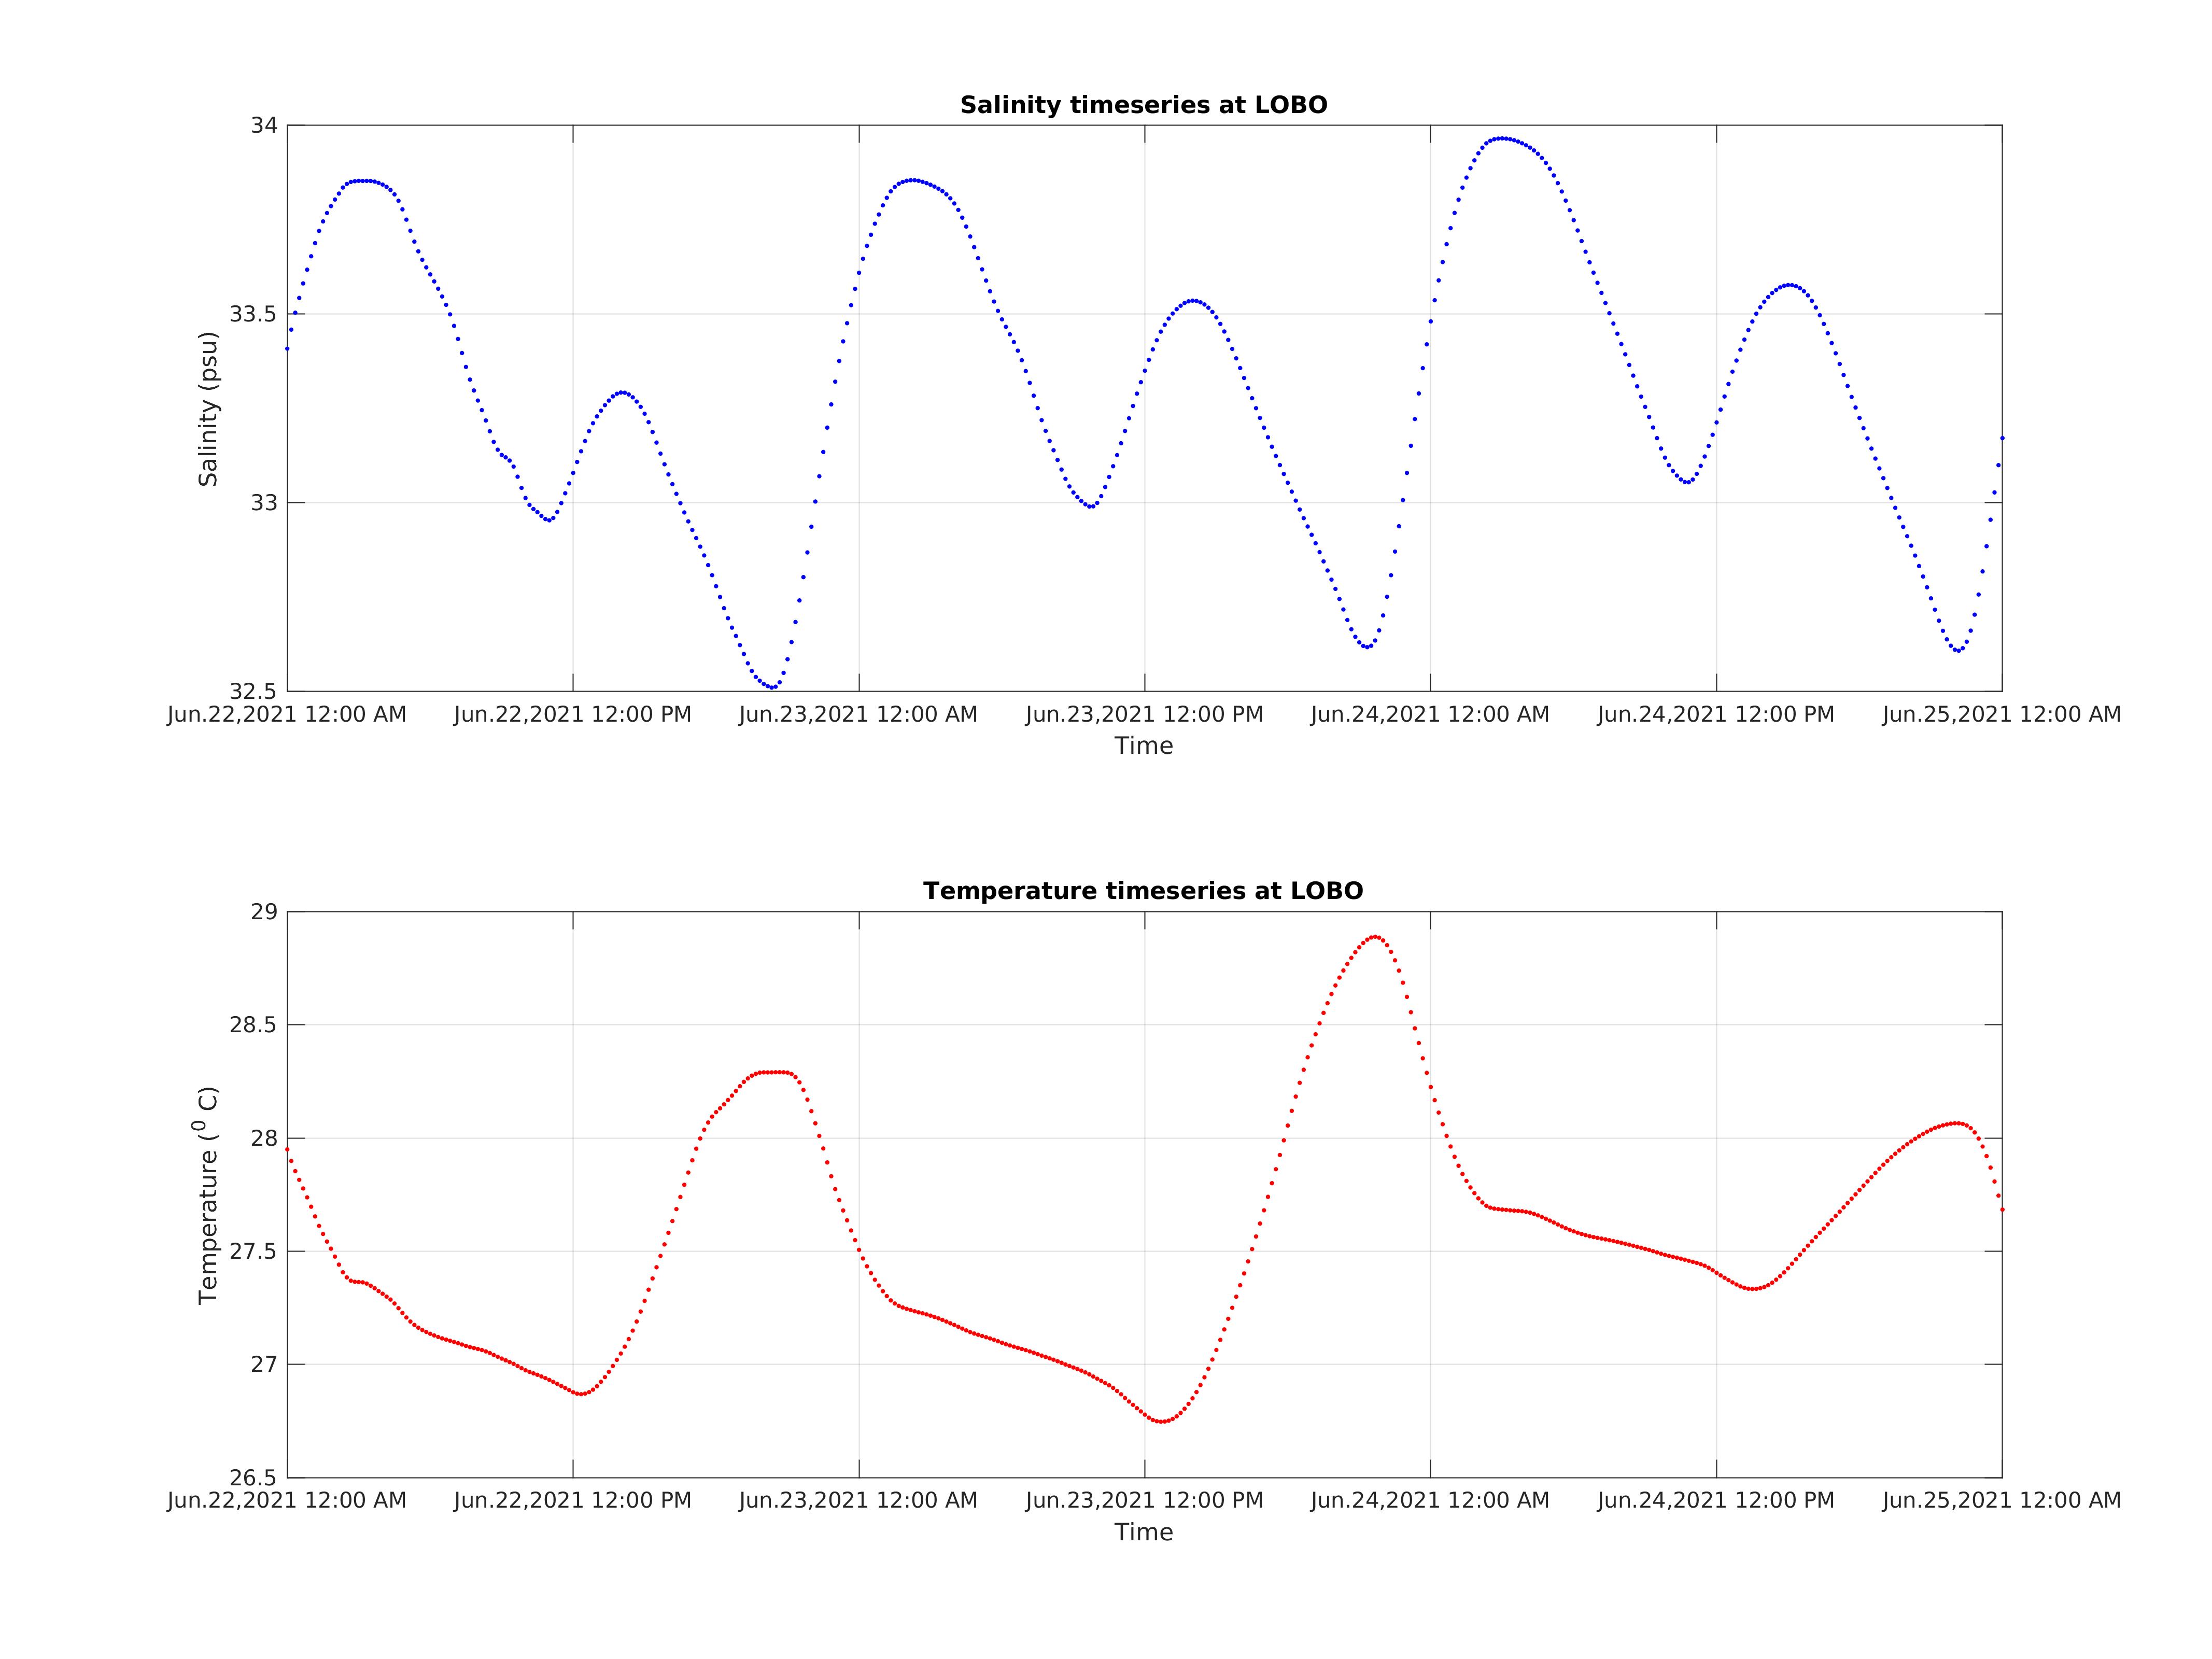 Salinity timeseries at LOBO
34
33.5
33
32.5
Salinity (psu)
Jun.22,2021 12:00 AM Jun.22,2021 12:00 PM Jun.23,2021 12:00 AM Jun.23,2021 12:00 PM Jun.24,2021 12:00 AM Jun.24,2021 12:00 PM Jun.25,2021 12:00 AM
Time
Temperature timeseries at LOBO
29
28.5
28
27.5
27
26.5
Temperature (⁰ C)
Jun.22,2021 12:00 AM Jun.22,2021 12:00 PM Jun.23,2021 12:00 AM Jun.23,2021 12:00 PM Jun.24,2021 12:00 AM Jun.24,2021 12:00 PM Jun.25,2021 12:00 AM
Time